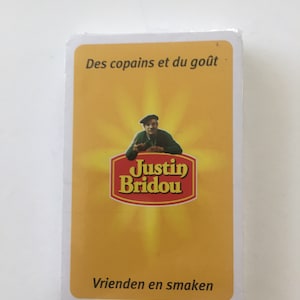 Des copains et du goût
Justin
Bridou
Vrienden en smaken